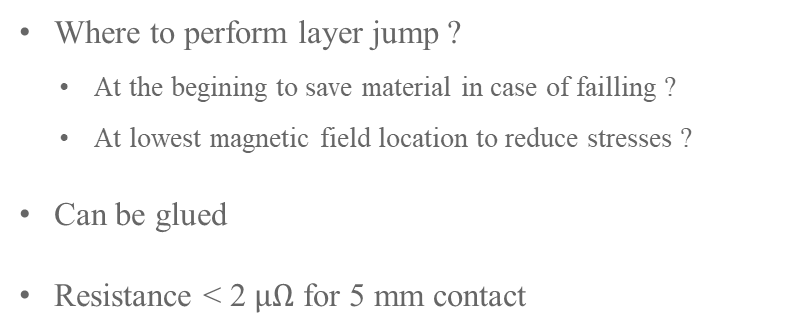 • Where to perform layer jump ?
• At the begining to save material in case of failling ?
• At lowest magnetic field location to reduce stresses ?
• Can be glued
• Resistance < 2 µΩ for 5 mm contact